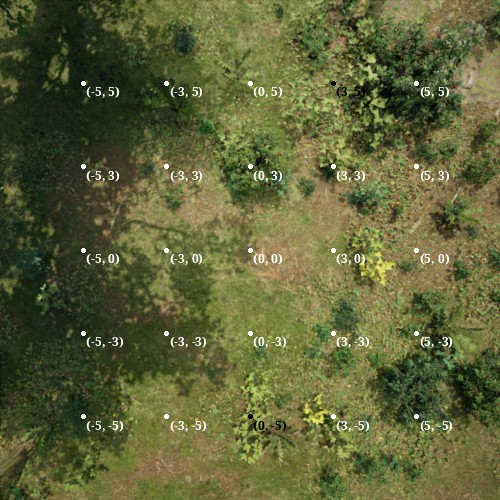 (-5, 5) (-3, 5) (0, 5) (3, 5) (5, 5)
(-5, 3) (-3, 3) (0, 3) (3, 3) (5, 3)
(-5, 0) (-3, 0) (0, 0) (3, 0) (5, 0)
(-5, -3) (-3, -3) (0, -3) (3, -3) (5, -3)
(-5, -5) (-3, -5) (0, -5) (3, -5) (5, -5)